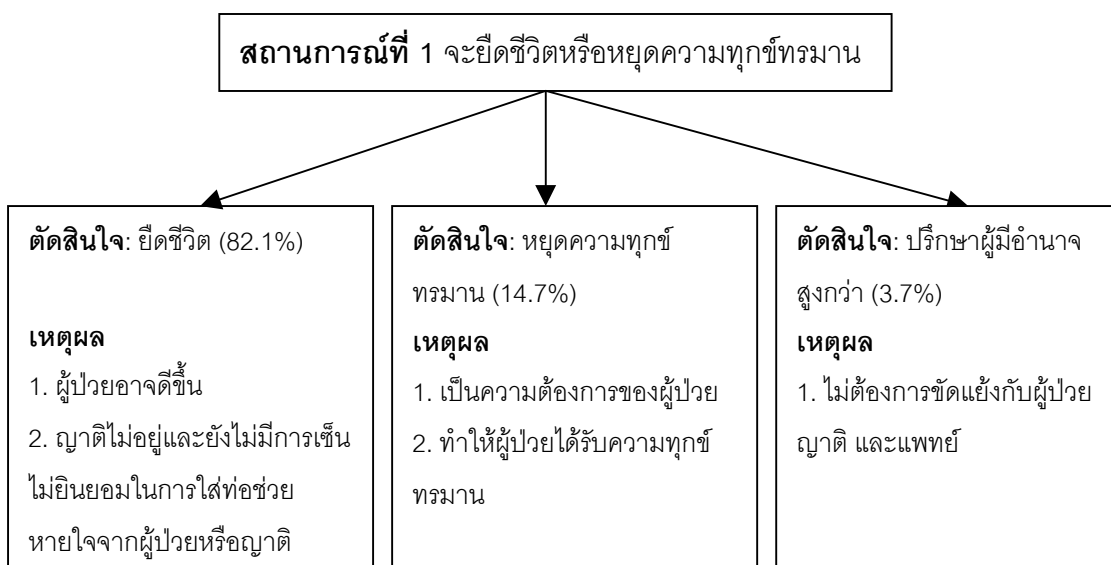 สถานการณ์ที่ 1 จะยืดชีวิตหรือหยุดความทุกข์ทรมาน
ตัดสินใจ: ยืดชีวิต (82.1%)
เหตุผล
1. ผู้ป่วยอาจดีขึ้น
2. ญาติไม่อยู่และยังไม่มีการเซ็น
ไม่ยินยอมในการใส่ท่อช่วย
หายใจจากผู้ป่วยหรือญาติ
ตัดสินใจ: หยุดความทุกข์
ทรมาน (14.7%)
เหตุผล
1. เป็นความต้องการของผู้ป่วย
2. ทำให้ผู้ป่วยได้รับความทุกข์
ทรมาน
ตัดสินใจ: ปรึกษาผู้มีอำนาจ
สูงกว่า (3.7%)
เหตุผล
1. ไม่ต้องการขัดแย้งกับผู้ป่วย
ญาติ และแพทย์